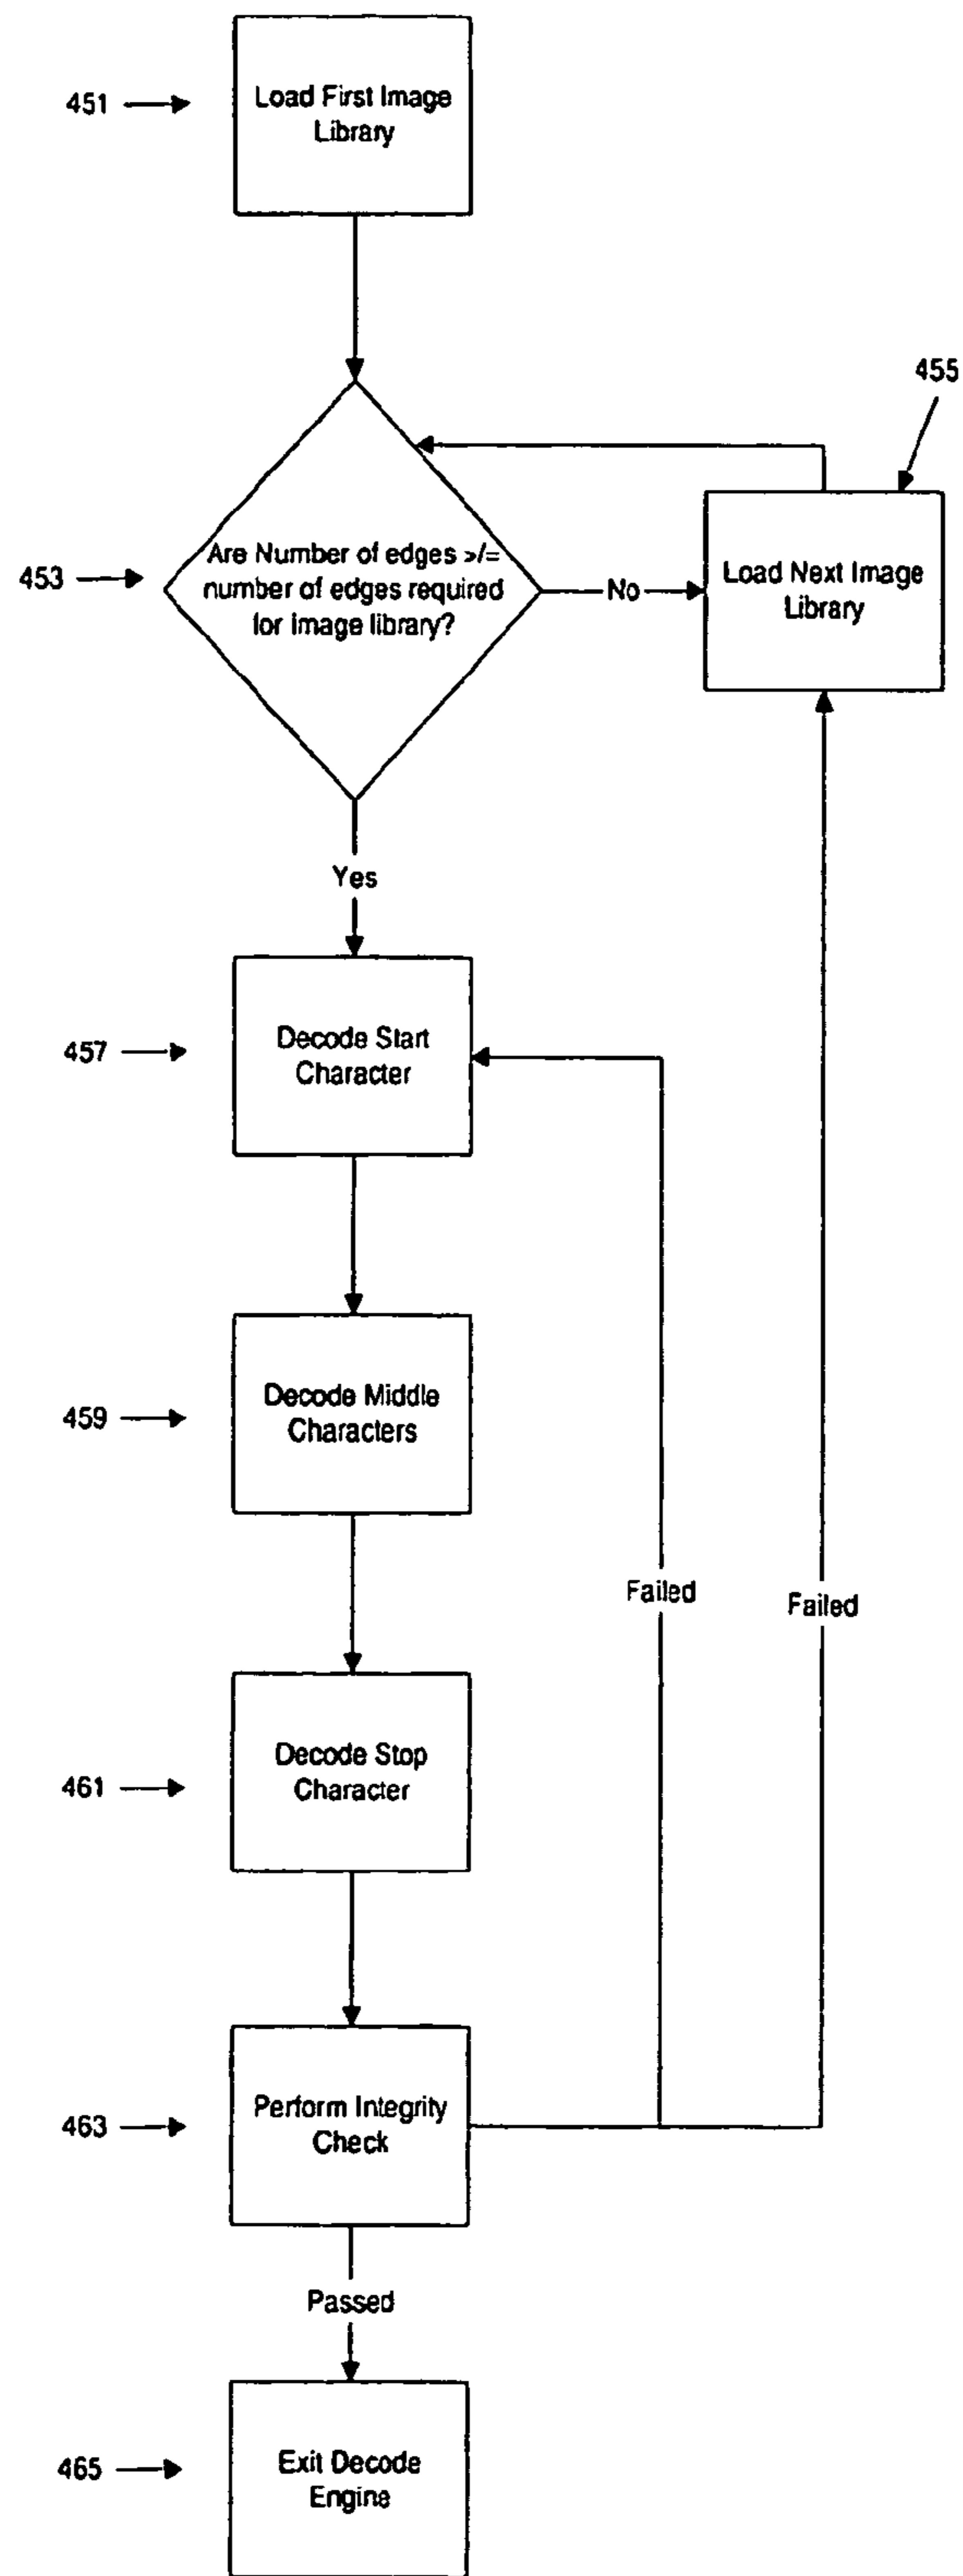 451
Load First Image
Library
455
453
Are Number of edges >/=
number of edges required
for image library?
No
Load Next Image
Library
Yes
457
Decode Start
Character
459
Decode Middle
Characters
Failed
Failed
461
Decode Stop
Character
463
Perform Integrity
Check
Passed
465
Exit Decode
Engine